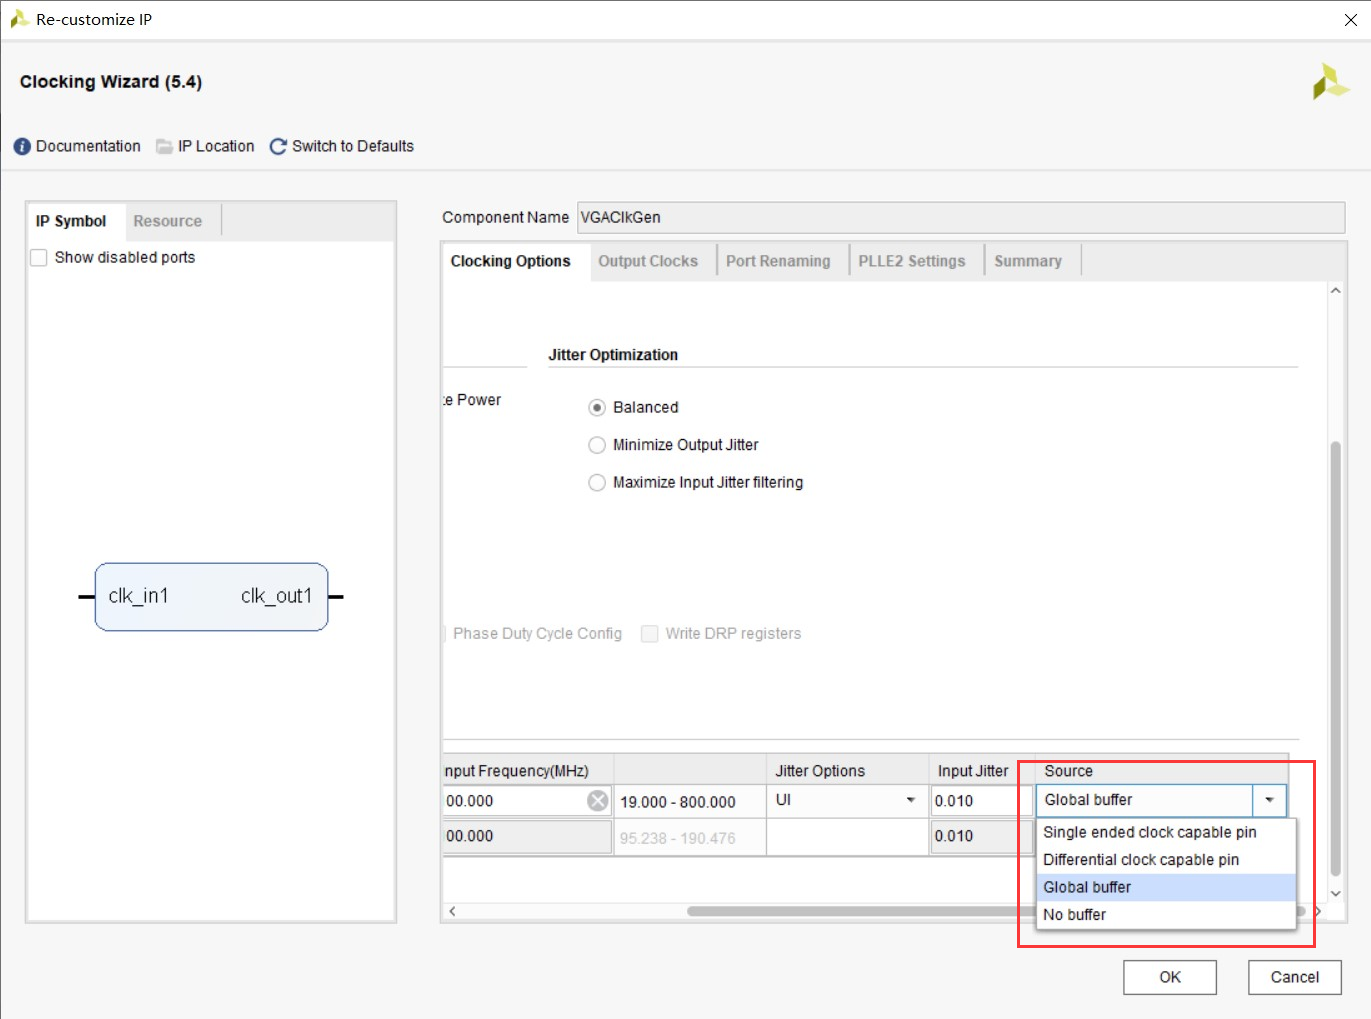 Re-customize IP
Clocking Wizard (5.4)
Documentation IP Location Switch to Defaults
IP Symbol Resource
Show disabled ports
clk_in1 clk_out1
Component Name VGAClkGen
Clocking Options Output Clocks Port Renaming PLLE2 Settings Summary
Jitter Optimization
te Power
Balanced
Minimize Output Jitter
Maximize Input Jitter filtering
Phase Duty Cycle Config Write DRP registers
nput Frequency(MHz) Jitter Options Input Jitter Source
00.000 19.000 - 800.000 UI 0.010 Global buffer
00.000 95.238 - 190.476 0.010
Single ended clock capable pin
Differential clock capable pin
Global buffer
No buffer
OK Cancel